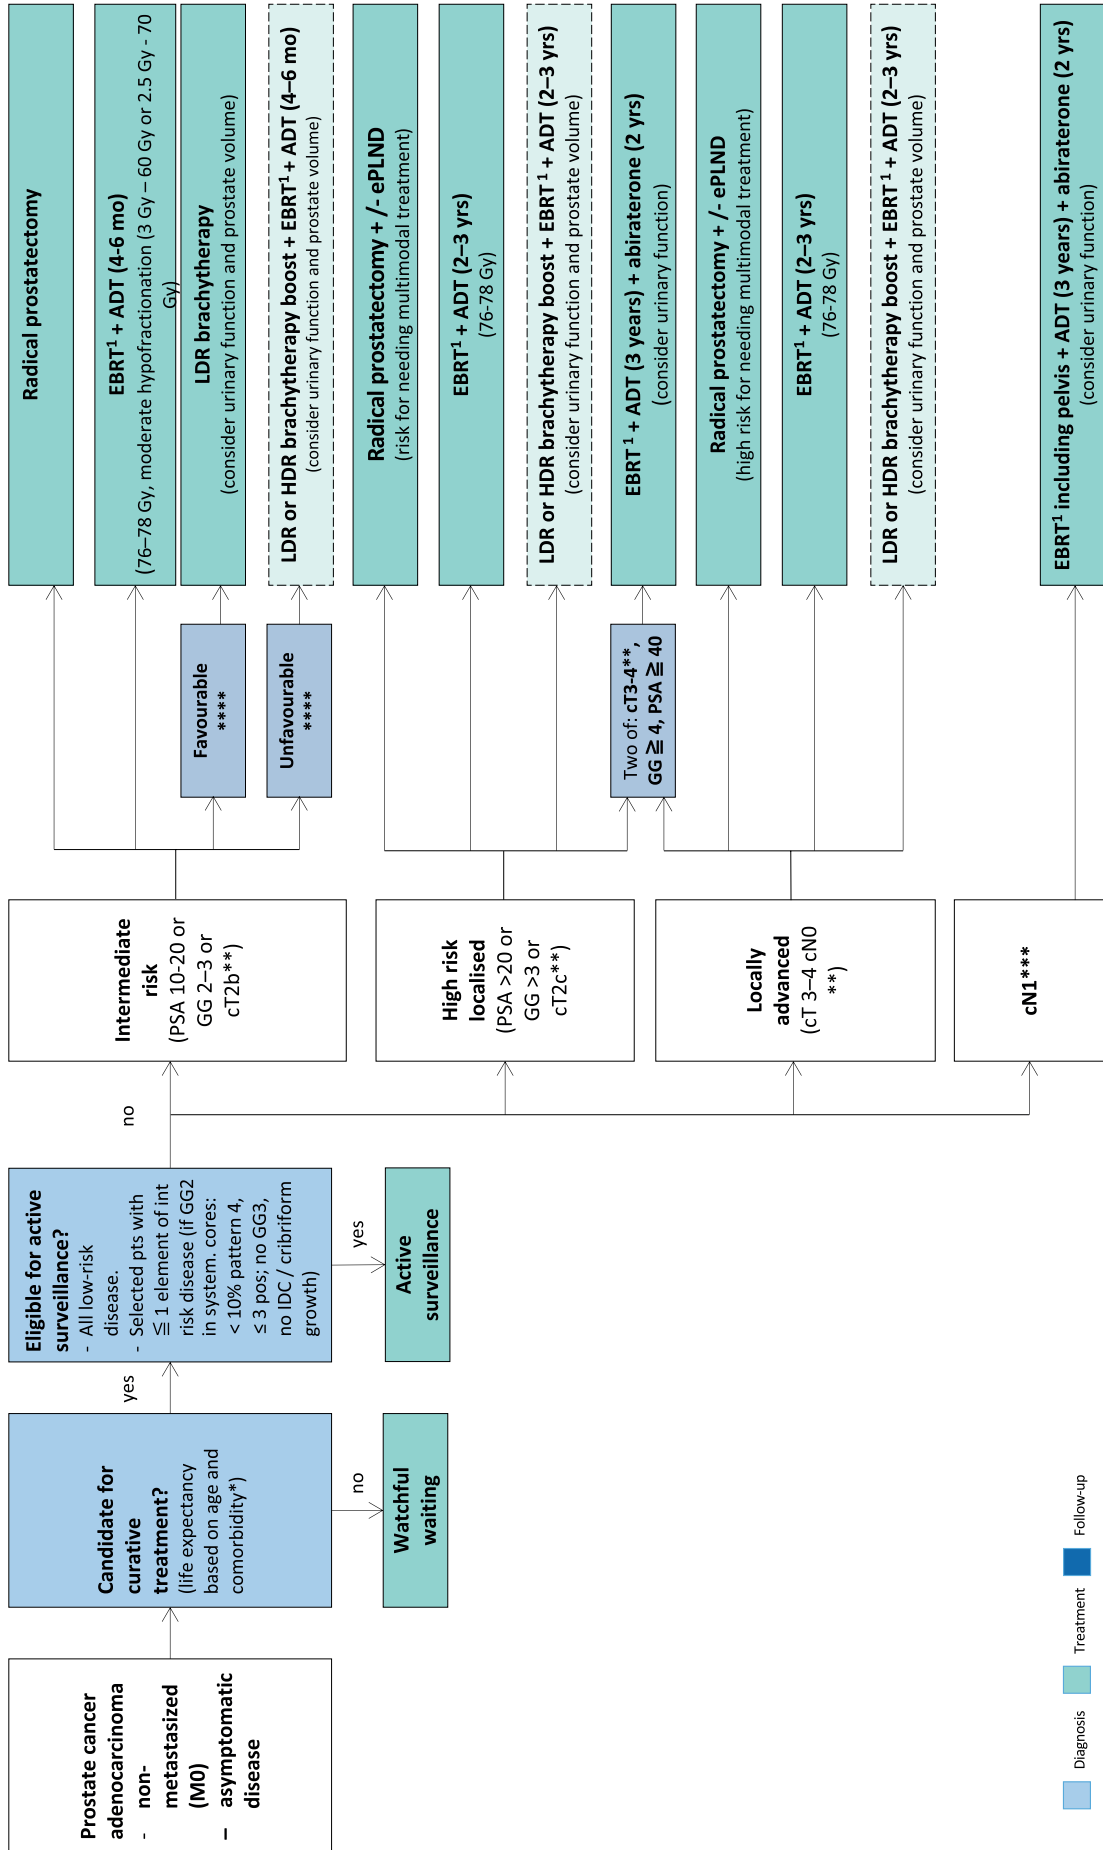 Prostate cancer
adenocarcinoma
- non-
metastasized
(M0)
– asymptomatic
disease
Candidate for
curative
treatment?
(life expectancy
based on age and
comorbidity*)
no
Watchful
waiting
yes
Eligible for active
surveillance?
- All low-risk
disease.
- Selected pts with
≦ 1 element of int
risk disease (if GG2
in system. cores:
< 10% pattern 4,
≤ 3 pos; no GG3,
no IDC / cribriform
growth)
yes
Active
surveillance
no
Intermediate
risk
(PSA 10-20 or
GG 2–3 or
cT2b**)
High risk
localised
(PSA >20 or
GG >3 or
cT2c**)
Locally
advanced
(cT 3–4 cN0
**)
cN1***
Favourable
****
Unfavourable
****
Two of: cT3-4**,
GG ≧ 4, PSA ≧ 40
Radical prostatectomy
EBRT¹ + ADT (4-6 mo)
(76–78 Gy, moderate hypofractionation (3 Gy – 60 Gy or 2.5 Gy - 70
Gy)
LDR brachytherapy
(consider urinary function and prostate volume)
LDR or HDR brachytherapy boost + EBRT¹ + ADT (4–6 mo)
(consider urinary function and prostate volume)
Radical prostatectomy + /- ePLND
(risk for needing multimodal treatment)
EBRT¹ + ADT (2–3 yrs)
(76-78 Gy)
LDR or HDR brachytherapy boost + EBRT¹ + ADT (2–3 yrs)
(consider urinary function and prostate volume)
EBRT ¹ + ADT (3 years) + abiraterone (2 yrs)
(consider urinary function)
Radical prostatectomy + /- ePLND
(high risk for needing multimodal treatment)
EBRT¹ + ADT (2–3 yrs)
(76-78 Gy)
LDR or HDR brachytherapy boost + EBRT¹ + ADT (2–3 yrs)
(consider urinary function and prostate volume)
EBRT¹ including pelvis + ADT (3 years) + abiraterone (2 yrs)
(consider urinary function)
Diagnosis
Treatment
Follow-up